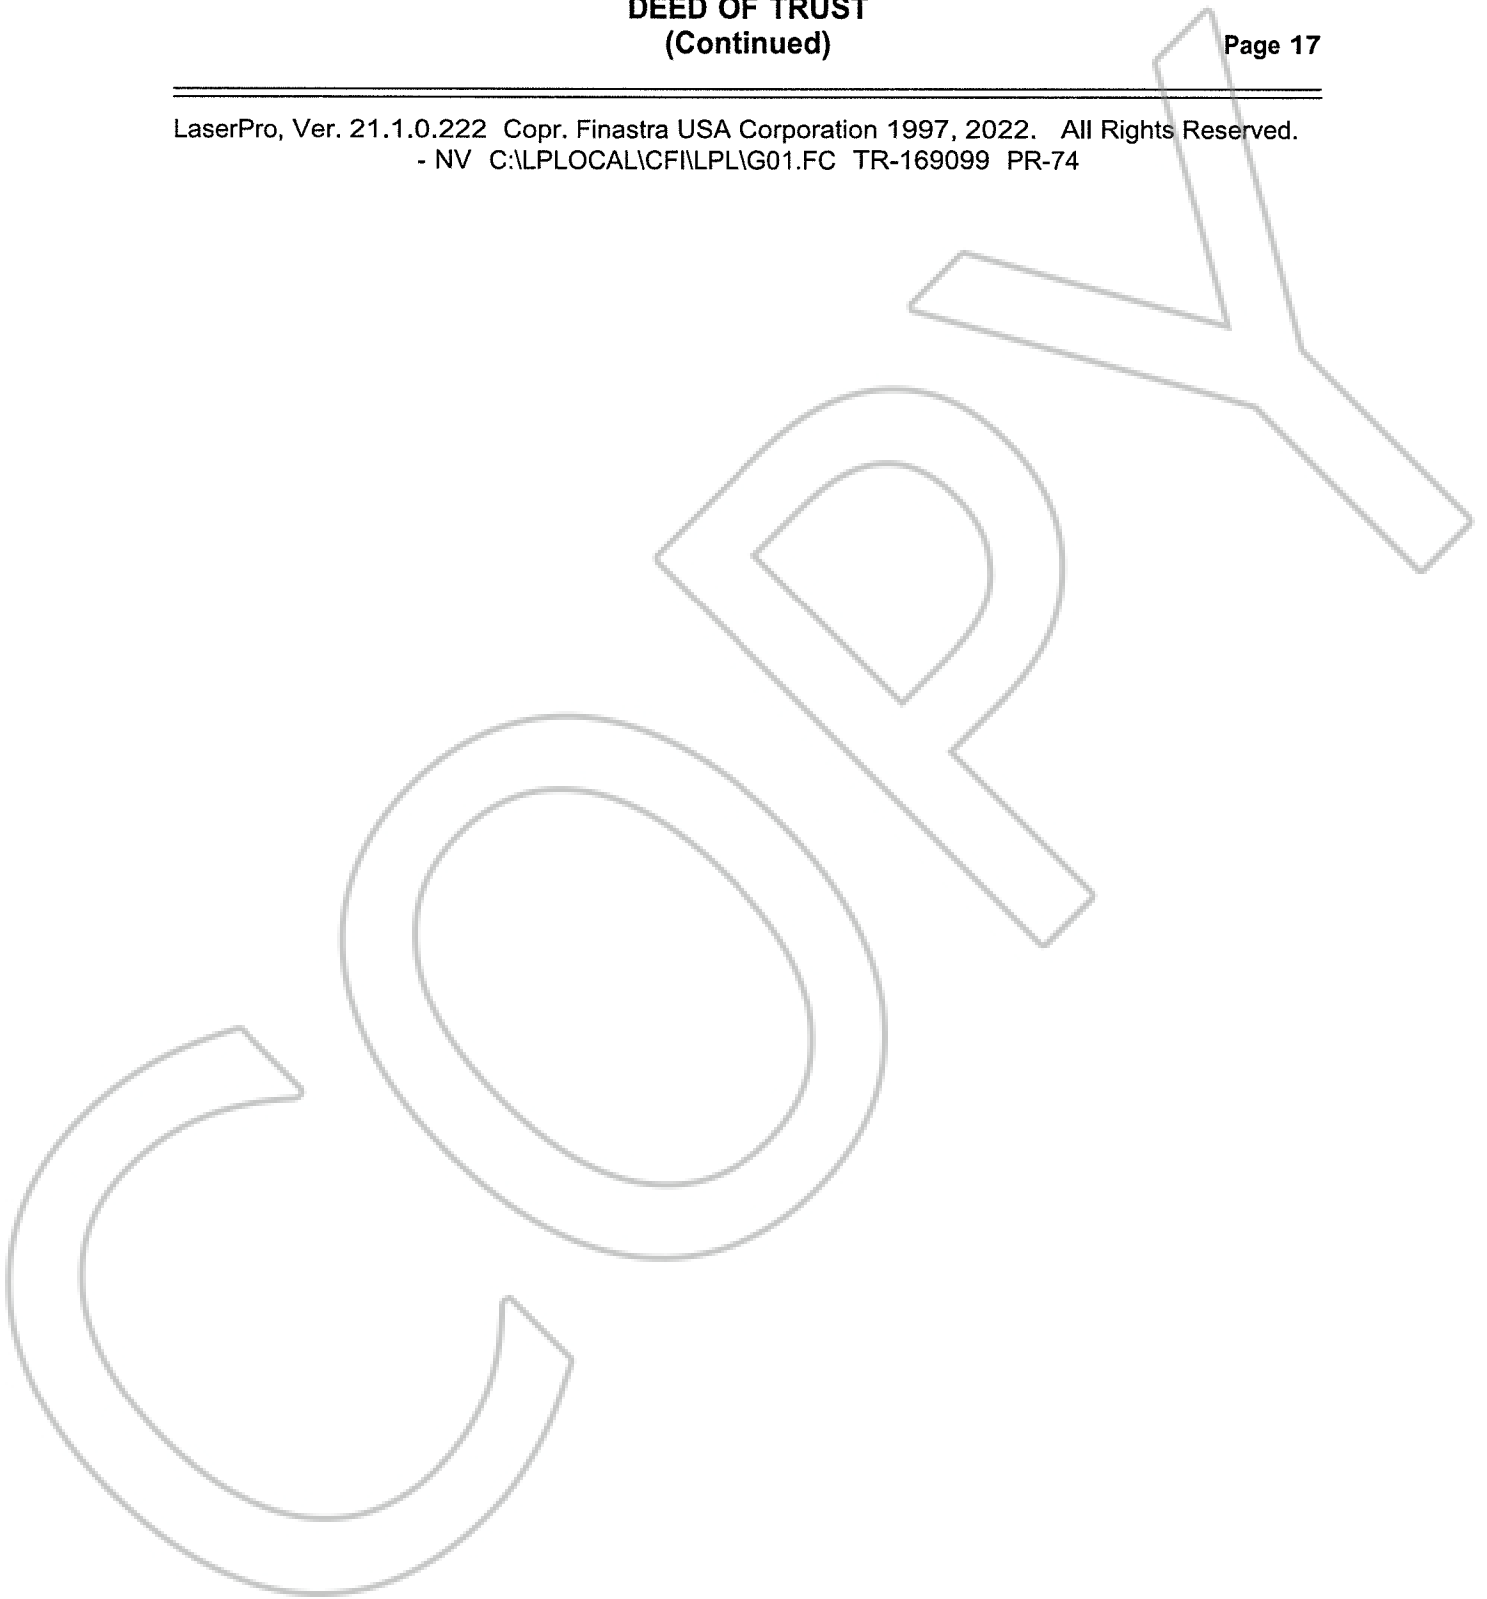 DEED OF TRUST
(Continued)
Page 17
LaserPro, Ver. 21.1.0.222 Copr. Finastra USA Corporation 1997, 2022. All Rights Reserved.
- NV C:\LPLOCAL\CFI\LPL\G01.FC TR-169099 PR-74
COPY